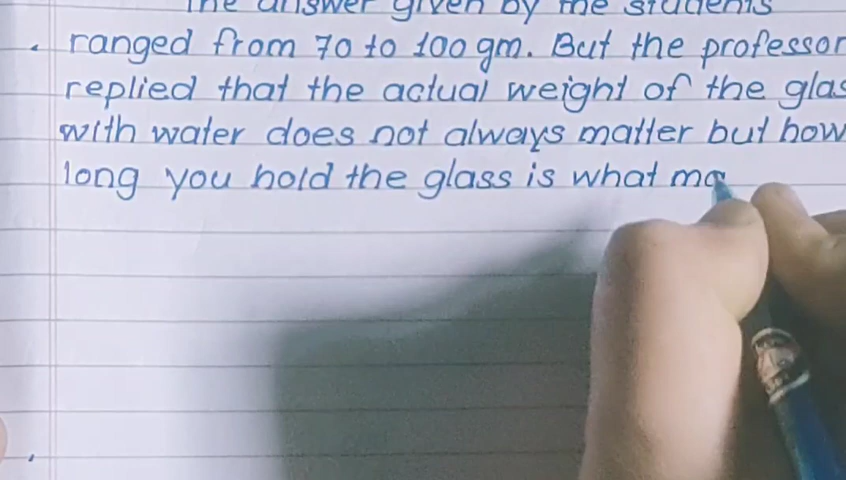 The answer given by the students
ranged from 70 to 100 gm. But the professor
replied that the actual weight of the glas
with water does not always matter but how
long you hold the glass is what ma